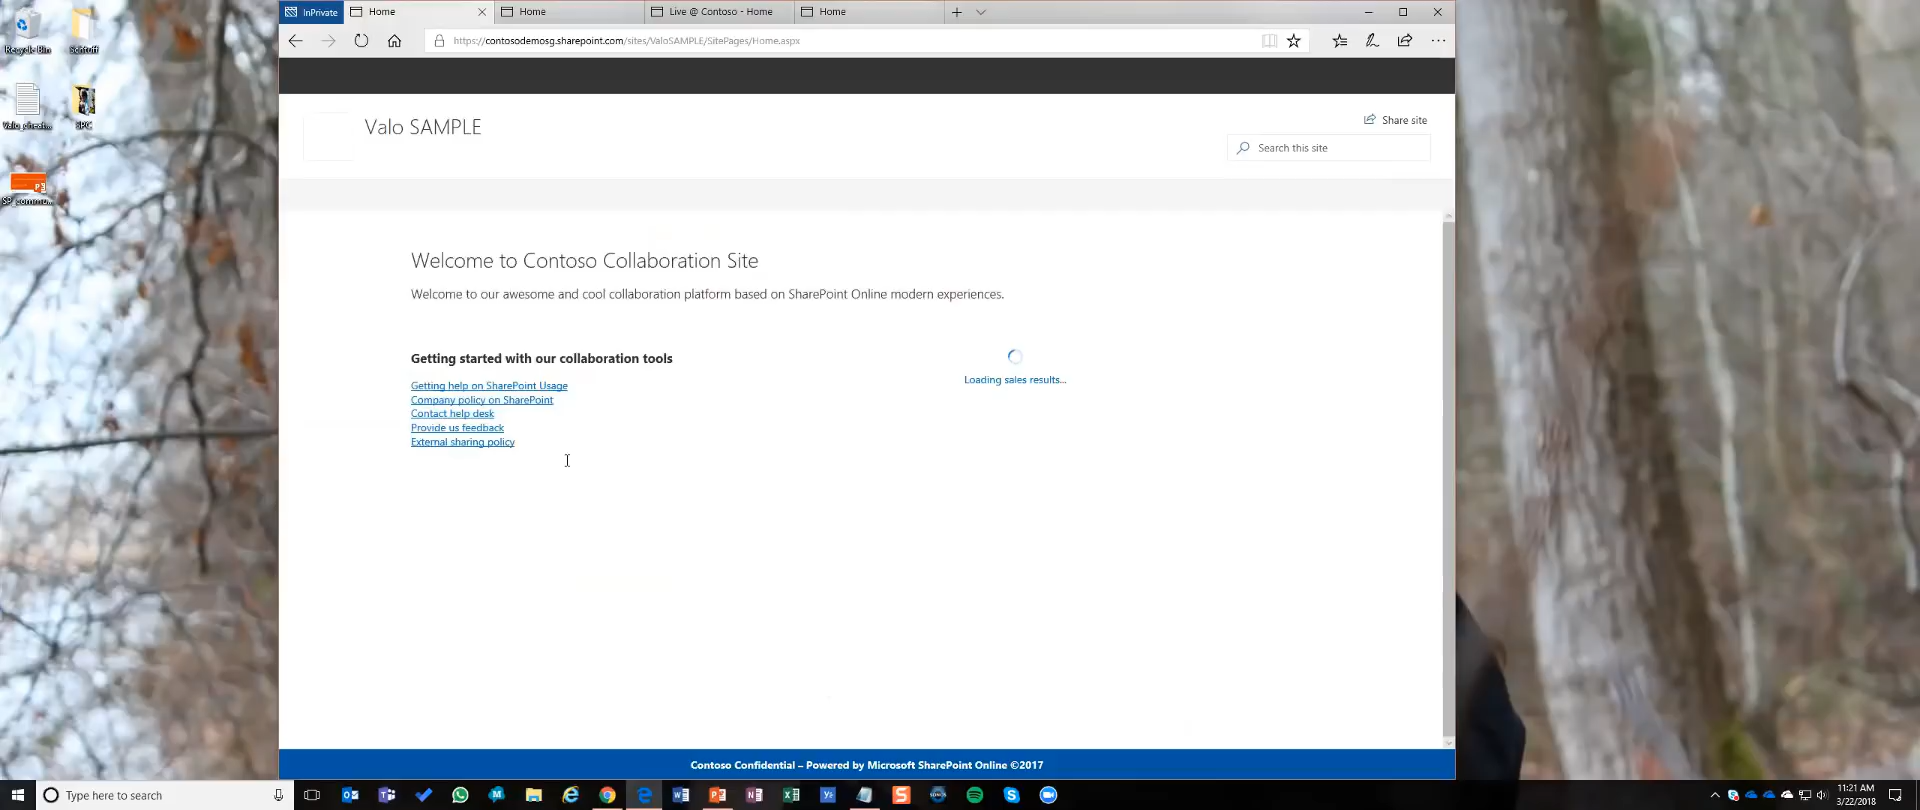 InPrivate Home Home Live @ Contoso - Home Home
https://contosodemosg.sharepoint.com/sites/ValoSAMPLE/SitePages/Home.aspx
Recycle Bin
SPC
Valo SAMPLE
Share site
Search this site
Welcome to Contoso Collaboration Site
Welcome to our awesome and cool collaboration platform based on SharePoint Online modern experiences.
Getting started with our collaboration tools
Getting help on SharePoint Usage
Company policy on SharePoint
Contact help desk
Provide us feedback
External sharing policy
Loading sales results...
Contoso Confidential – Powered by Microsoft SharePoint Online ©2017
Type here to search
11:21 AM
3/22/2018